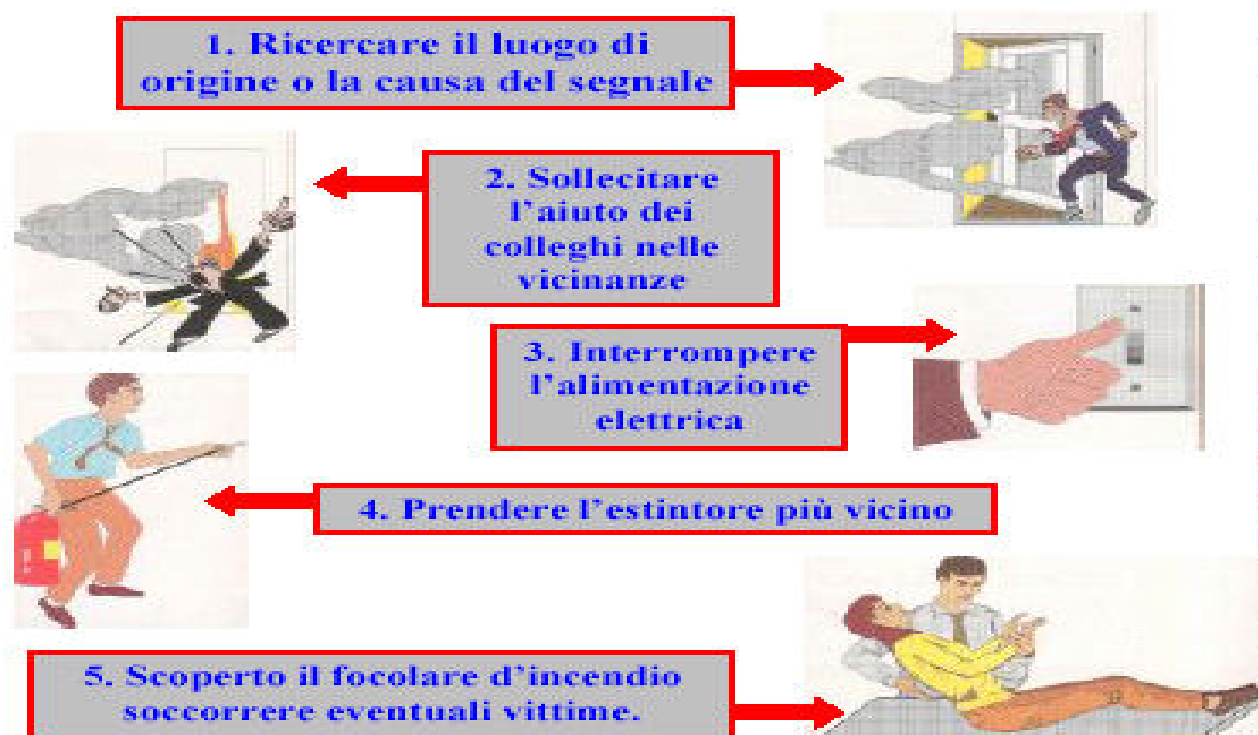 1. Ricercare il luogo di
origine o la causa del segnale
2. Sollecitare
l’aiuto dei
colleghi nelle
vicinanze
3. Interrompere
l’alimentazione
elettrica
4. Prendere l’estintore più vicino
5. Scoperto il focolare d’incendio
soccorrere eventuali vittime.